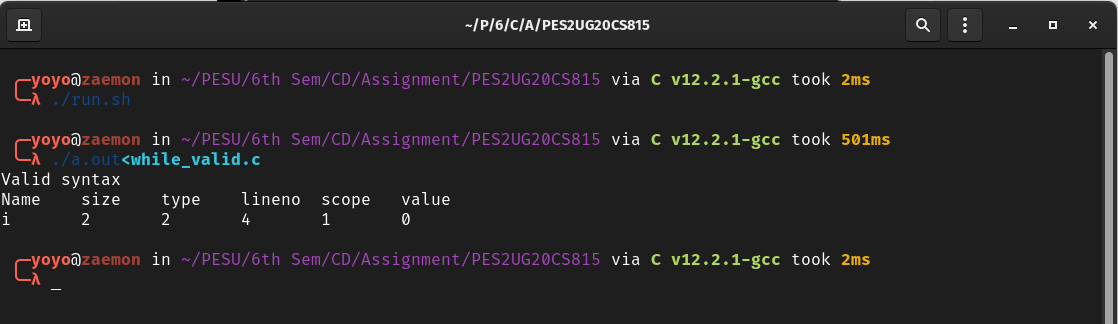 ~/P/6/C/A/PES2UG20CS815
yoyo@zaemon in ~/PESU/6th Sem/CD/Assignment/PES2UG20CS815 via C v12.2.1-gcc took 2ms
λ ./run.sh
yoyo@zaemon in ~/PESU/6th Sem/CD/Assignment/PES2UG20CS815 via C v12.2.1-gcc took 501ms
λ ./a.out<while_valid.c
Valid syntax
Name    size    type    lineno  scope   value
i       2       2       4       1       0
yoyo@zaemon in ~/PESU/6th Sem/CD/Assignment/PES2UG20CS815 via C v12.2.1-gcc took 2ms
λ _